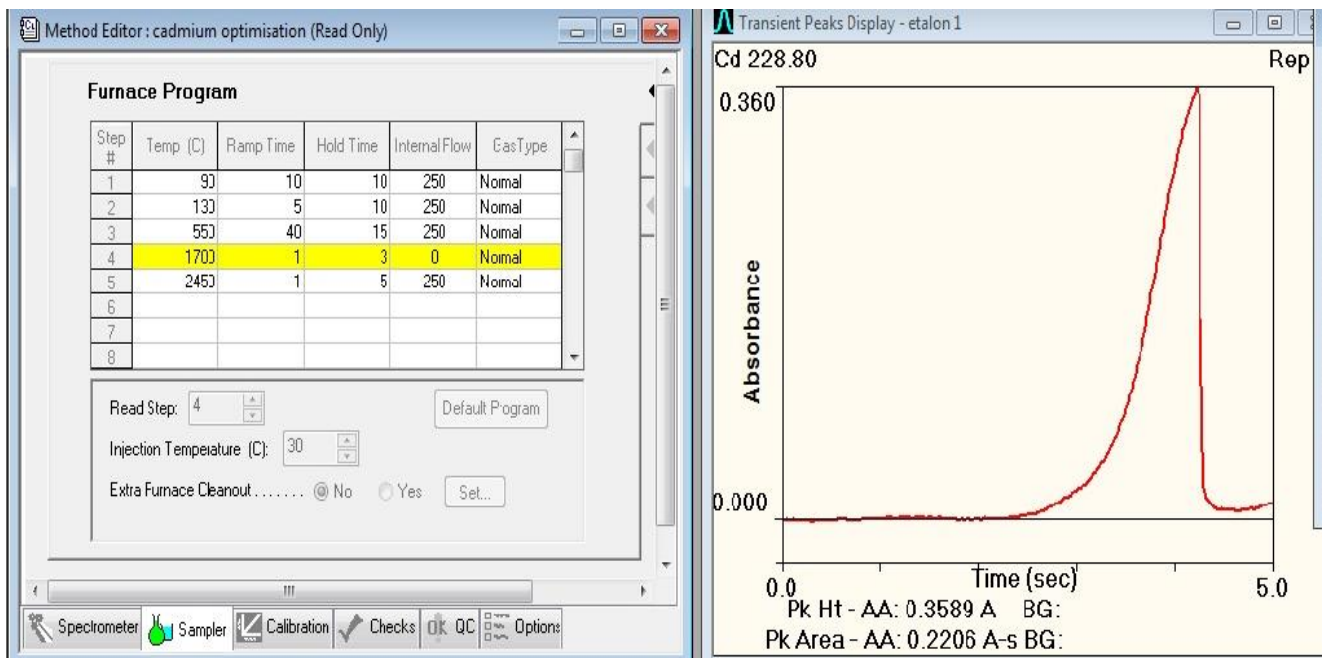 Method Editor : cadmium optimisation (Read Only)
Furnace Program
Step # Temp (C) Ramp Time Hold Time Internal Flow Gas Type
1 90 10 10 250 Normal
2 130 5 10 250 Normal
3 550 40 15 250 Normal
4 1700 1 3 0 Normal
5 2450 1 5 250 Normal
6
7
8
Read Step: 4 Default Program
Injection Temperature (C): 30
Extra Furnace Cleanout . . . . . . . No Yes Set...
Spectrometer Sampler Calibration Checks OK QC Options
Transient Peaks Display - etalon 1
Cd 228.80 Rep
0.360
Absorbance
0.000
0.0 Time (sec) 5.0
Pk Ht - AA: 0.3589 A BG:
Pk Area - AA: 0.2206 A-s BG: